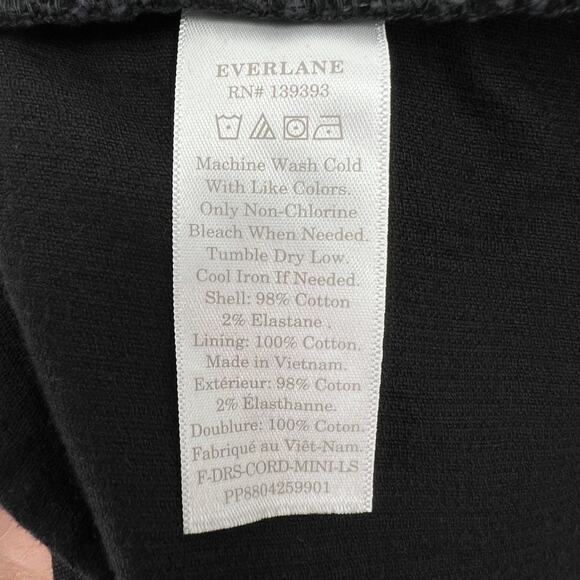 EVERLANE
RN# 139393
Machine Wash Cold
With Like Colors.
Only Non-Chlorine
Bleach When Needed.
Tumble Dry Low.
Cool Iron If Needed.
Shell: 98% Cotton
2% Elastane .
Lining: 100% Cotton.
Made in Vietnam.
Extérieur: 98% Coton
2% Élasthanne.
Doublure: 100% Coton.
Fabriqué au Viêt-Nam.
F-DRS-CORD-MINI-LS
PP8804259901